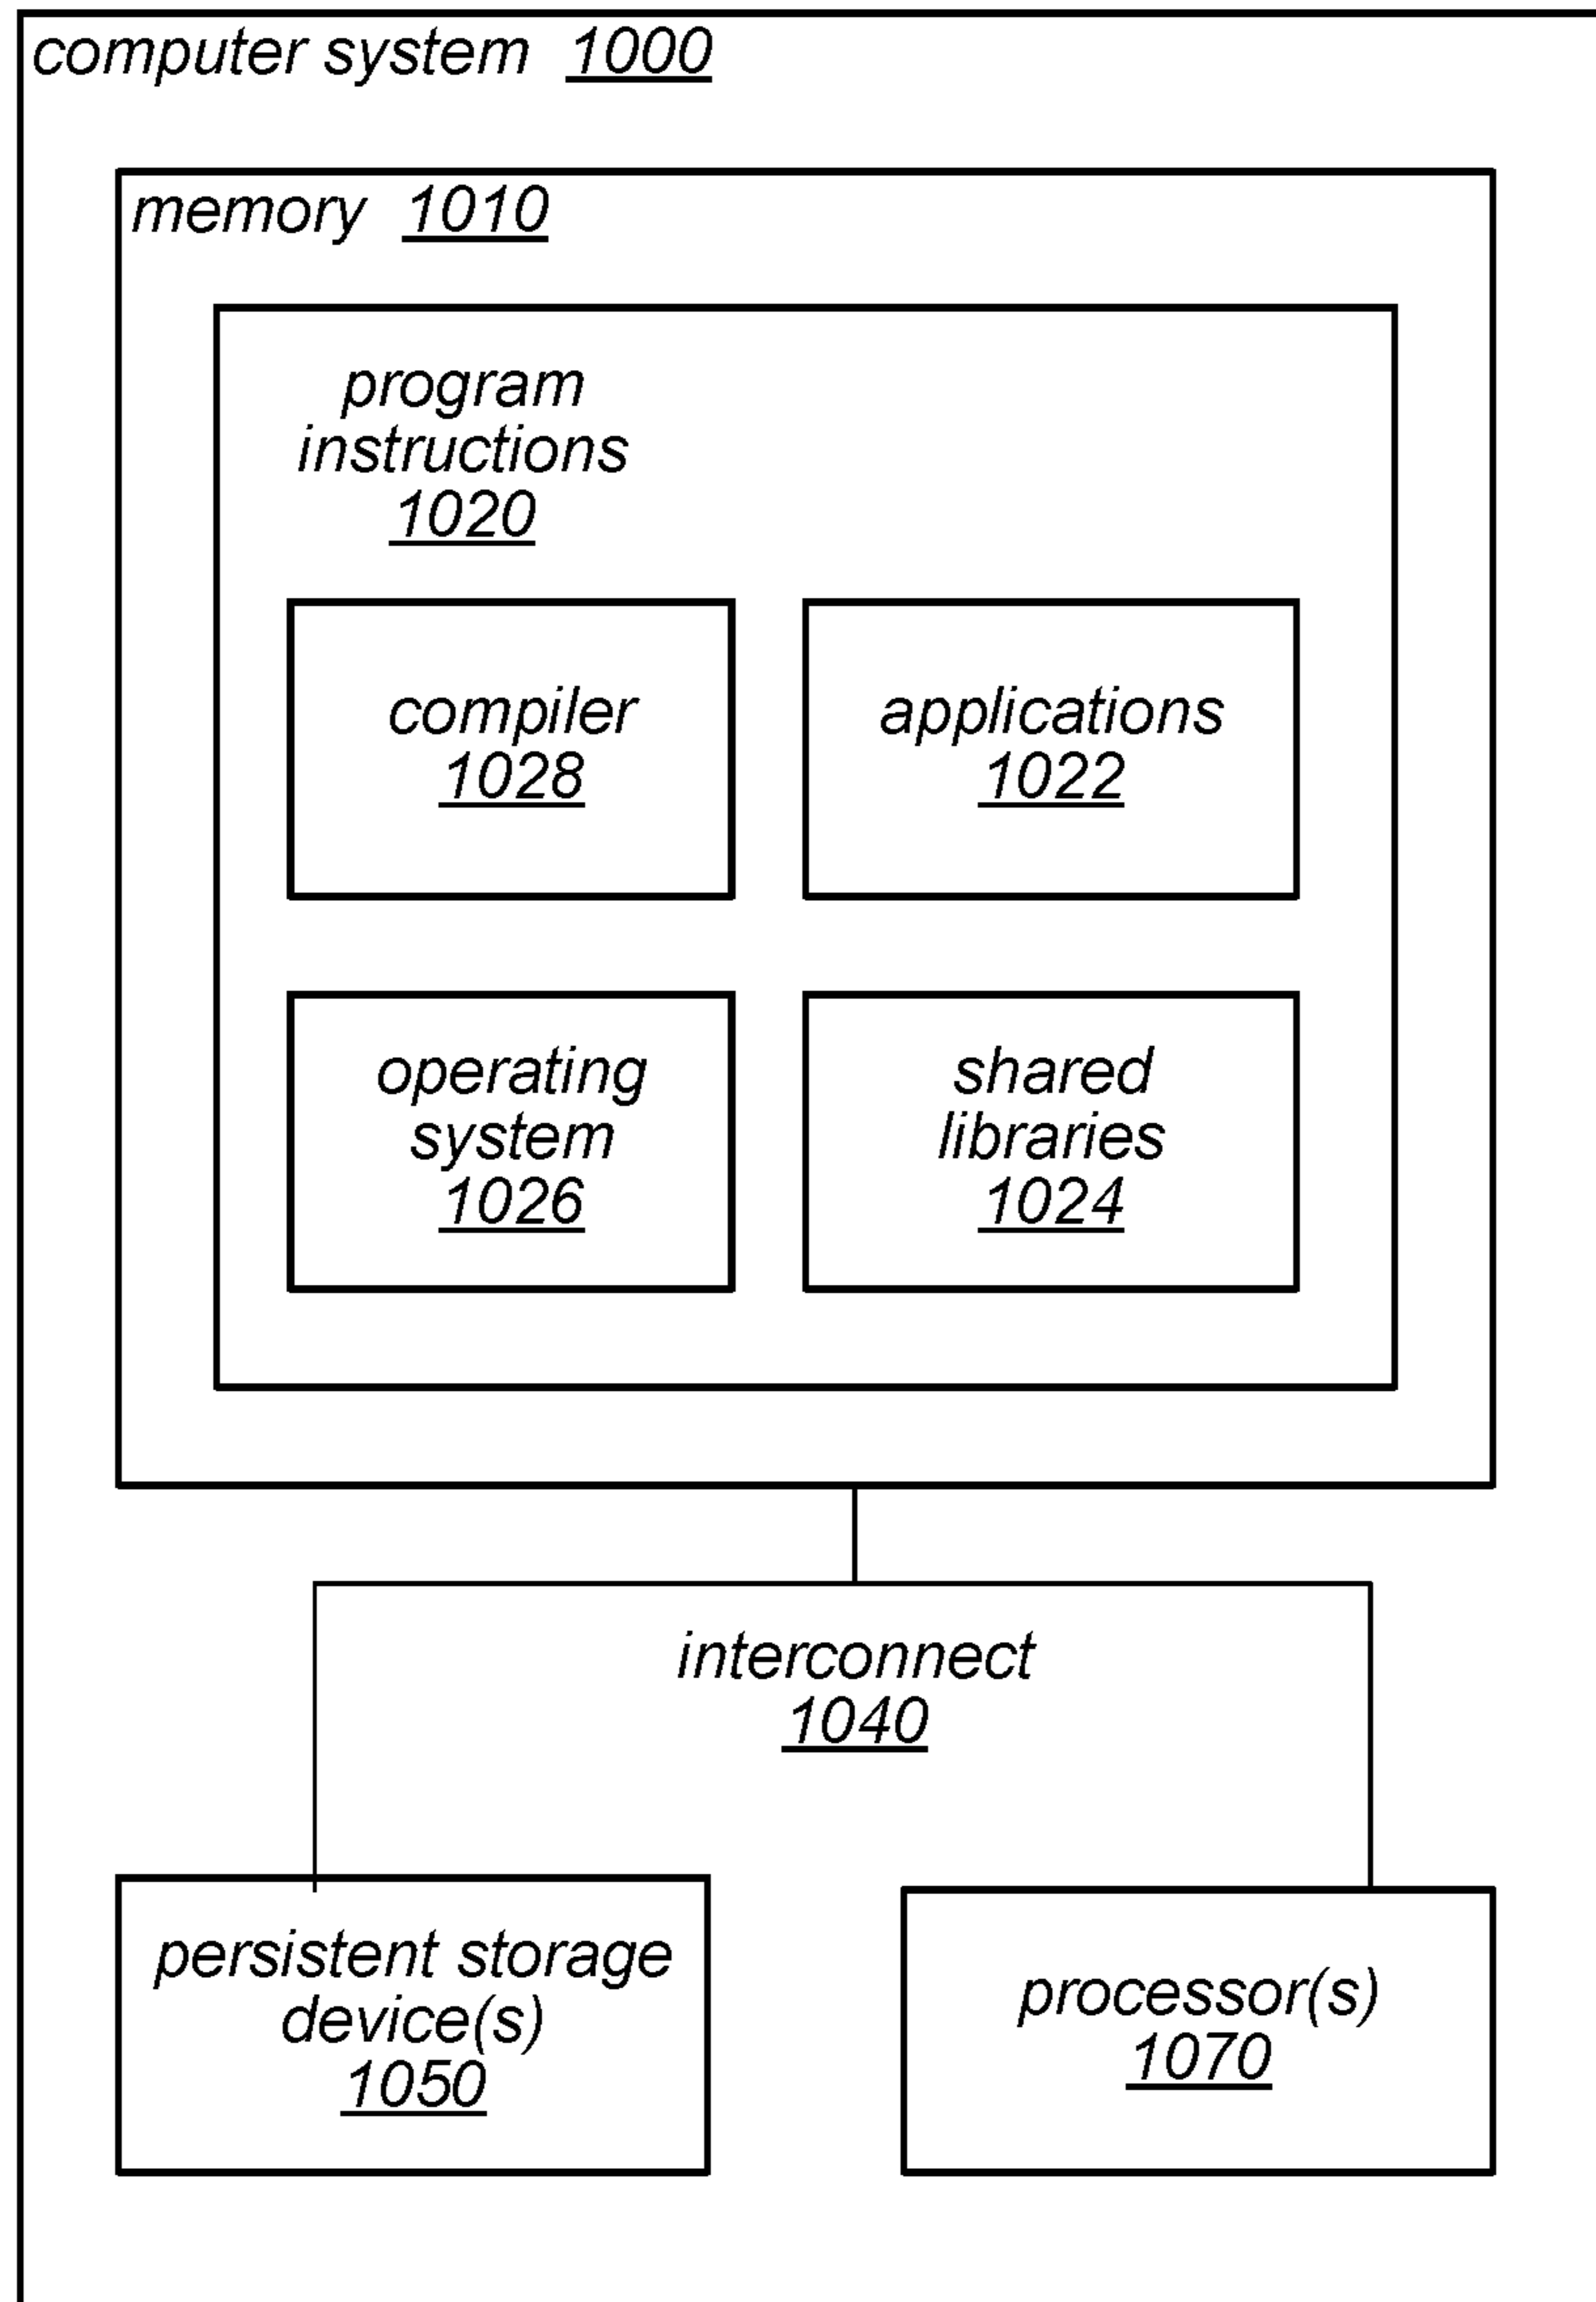 computer system 1000
memory 1010
program
instructions
1020
compiler
1028
applications
1022
operating
system
1026
shared
libraries
1024
interconnect
1040
persistent storage
device(s)
1050
processor(s)
1070